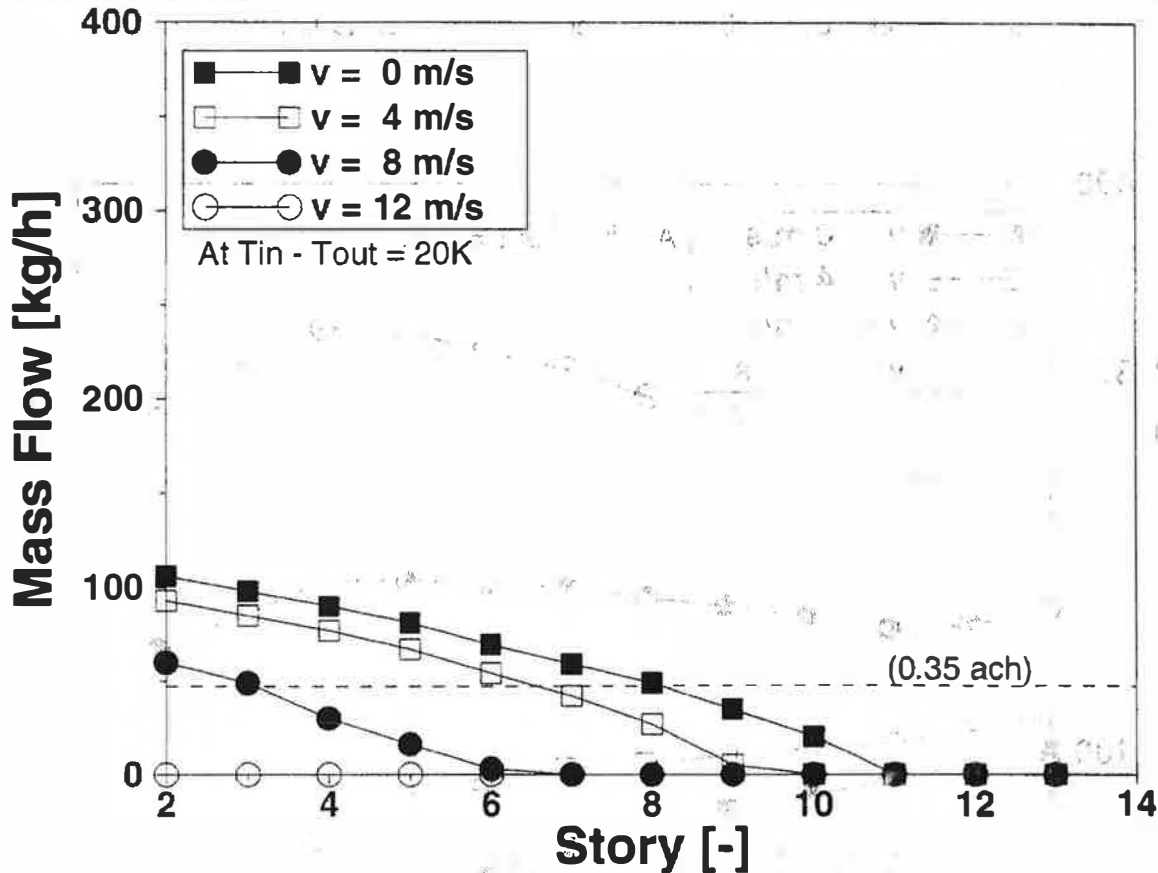 400
v = 0 m/s
v = 4 m/s
v = 8 m/s
v = 12 m/s
At Tin - Tout = 20K
300
200
100
0
Mass Flow [kg/h]
(0.35 ach)
2
4
6
8
10
12
14
Story [-]